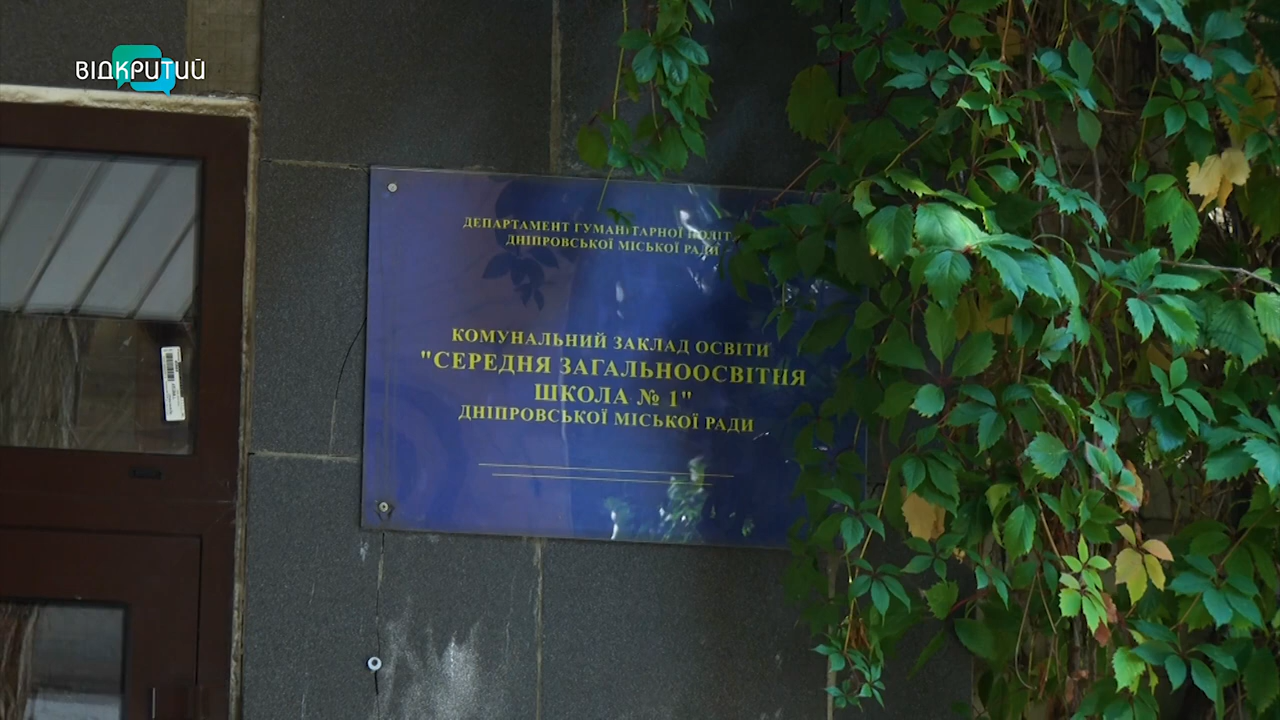 ВІДКРИТИЙ
ДЕПАРТАМЕНТ ГУМАНІТАРНОЇ
ДНІПРОВСЬКОЇ МІСЬКОЇ РАДИ
КОМУНАЛЬНИЙ ЗАКЛАД ОСВІТИ
"СЕРЕДНЯ ЗАГАЛЬНООСВІТНЯ
ШКОЛА № 1"
ДНІПРОВСЬКОЇ МІСЬКОЇ РАДИ